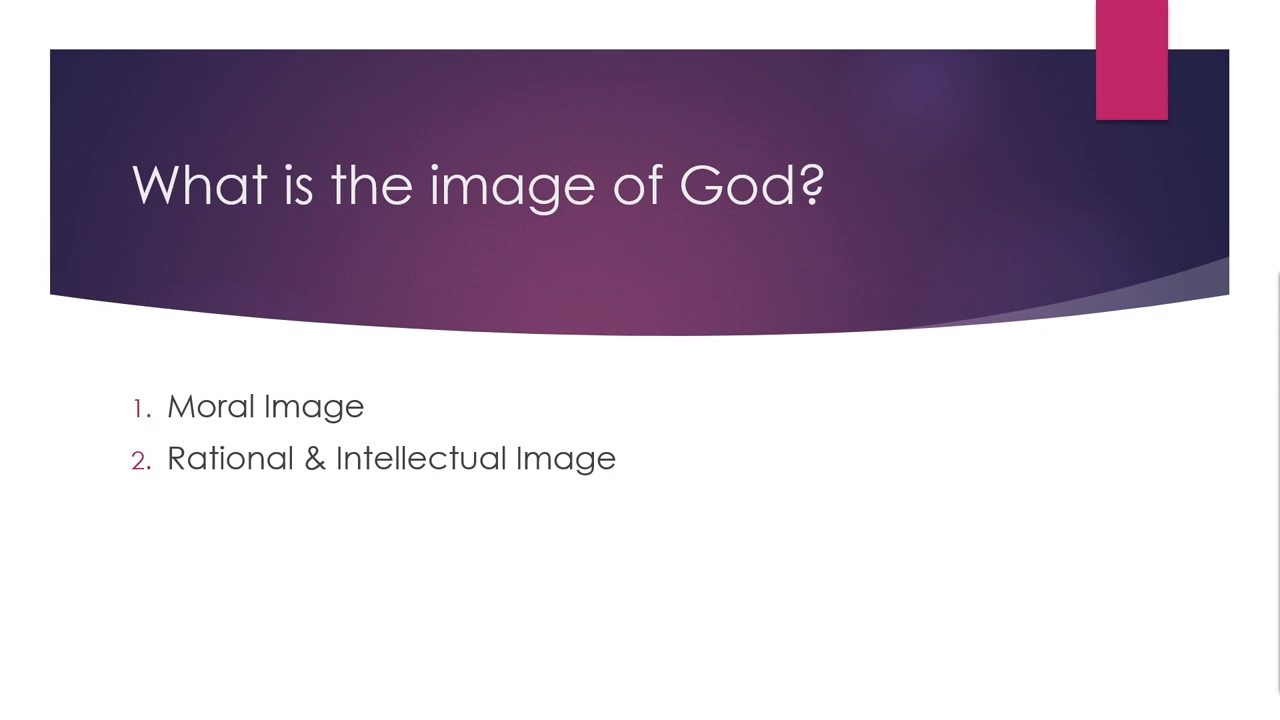 What is the image of God?
1. Moral Image
2. Rational & Intellectual Image